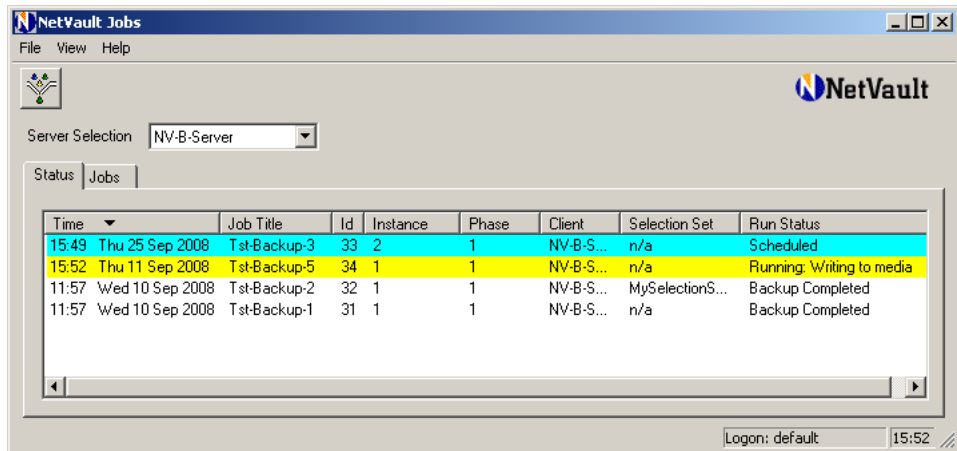 NetVault Jobs
File View Help
NetVault
Server Selection NV-B-Server
Status Jobs
Time Job Title Id Instance Phase Client Selection Set Run Status
15:49 Thu 25 Sep 2008 Tst-Backup-3 33 2 1 NV-B-S... n/a Scheduled
15:52 Thu 11 Sep 2008 Tst-Backup-5 34 1 1 NV-B-S... n/a Running: Writing to media
11:57 Wed 10 Sep 2008 Tst-Backup-2 32 1 1 NV-B-S... MySelectionS... Backup Completed
11:57 Wed 10 Sep 2008 Tst-Backup-1 31 1 1 NV-B-S... n/a Backup Completed
Logon: default 15:52